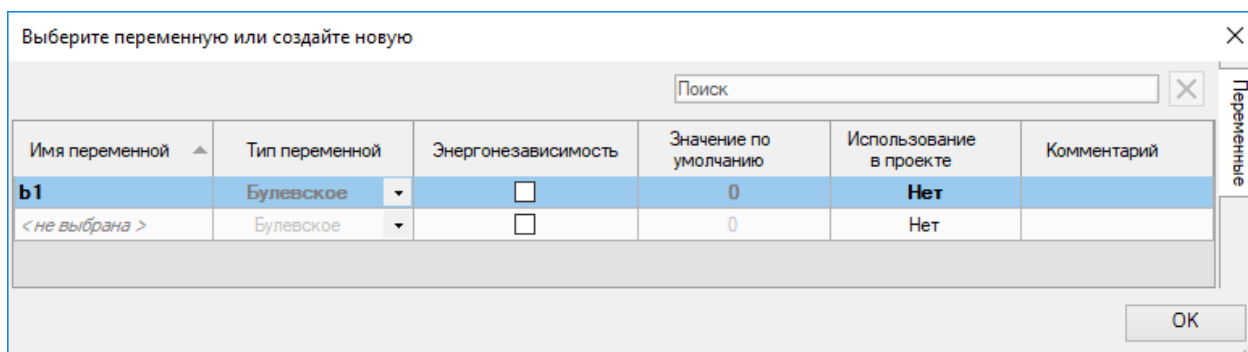 Выберите переменную или создайте новую
Поиск
Переменные
Имя переменной Тип переменной Энергонезависимость Значение по умолчанию Использование в проекте Комментарий
b1 Булевское 0 Нет
< не выбрана > Булевское 0 Нет
OK